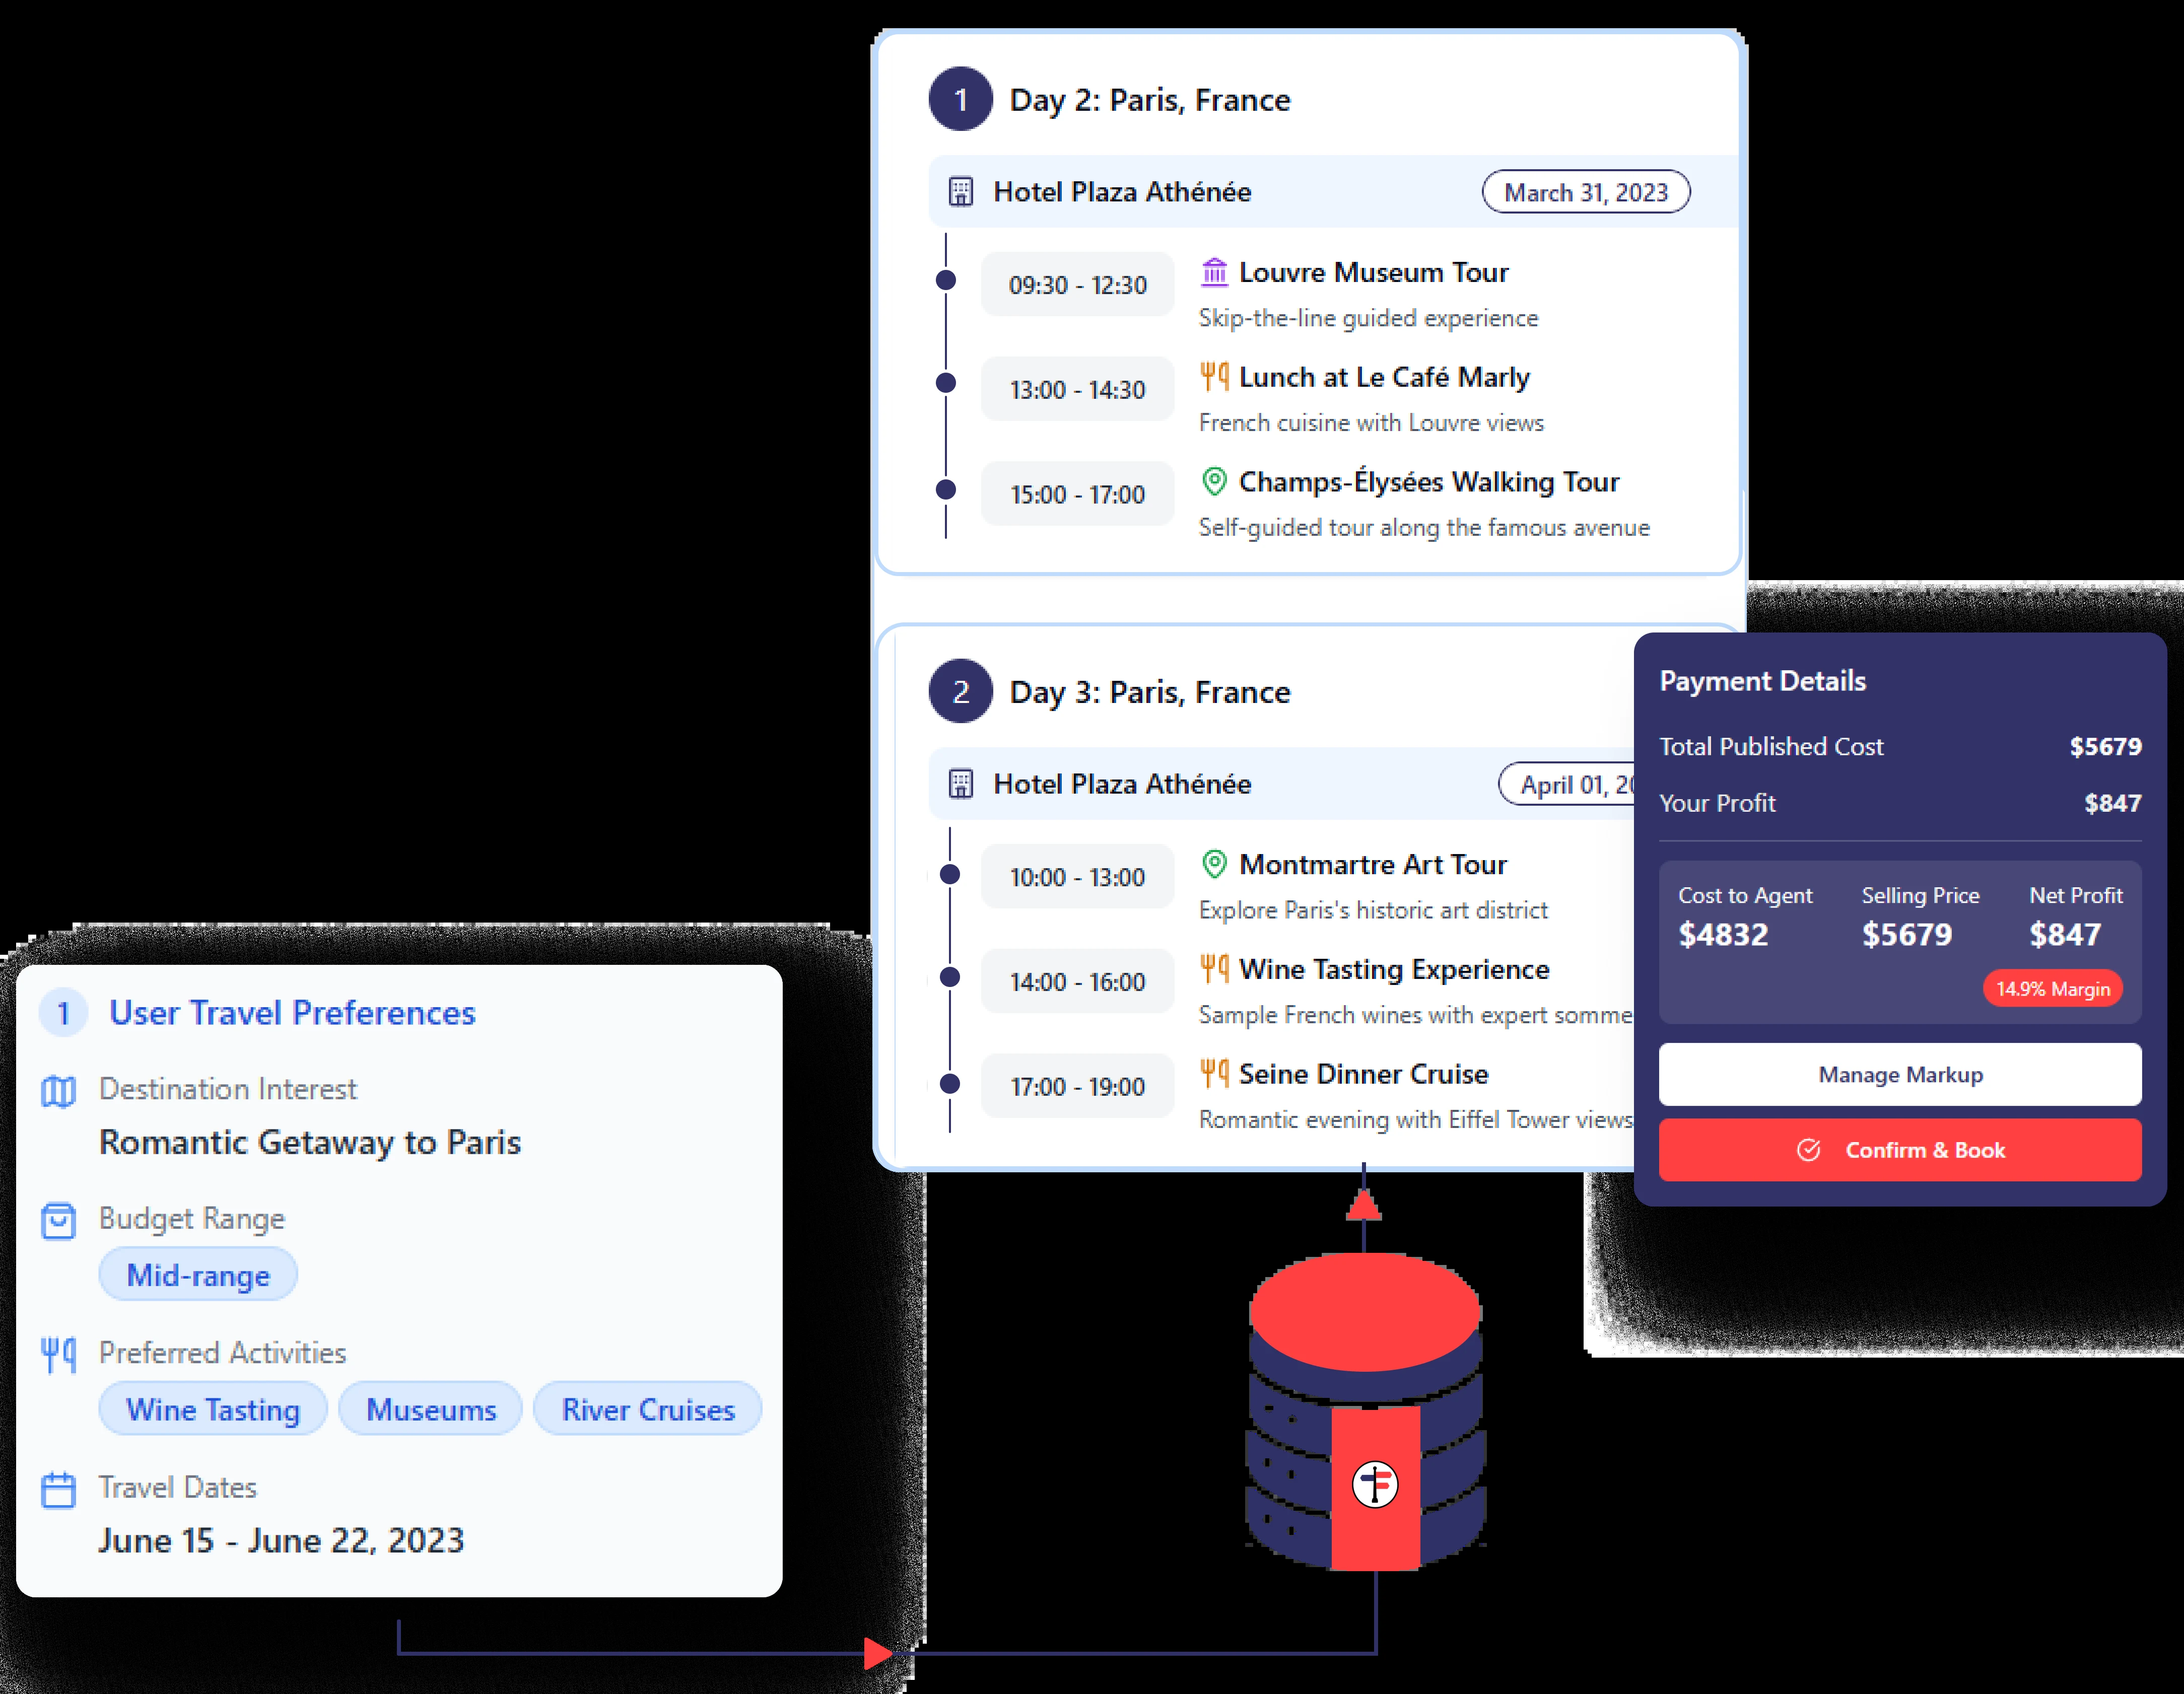 1 Day 2: Paris, France
Hotel Plaza Athénée March 31, 2023
09:30 - 12:30 Louvre Museum Tour
Skip-the-line guided experience
13:00 - 14:30 Lunch at Le Café Marly
French cuisine with Louvre views
15:00 - 17:00 Champs-Élysées Walking Tour
Self-guided tour along the famous avenue
2 Day 3: Paris, France
Hotel Plaza Athénée April 01, 20
10:00 - 13:00 Montmartre Art Tour
Explore Paris's historic art district
14:00 - 16:00 Wine Tasting Experience
Sample French wines with expert somme
17:00 - 19:00 Seine Dinner Cruise
Romantic evening with Eiffel Tower views
Payment Details
Total Published Cost $5679
Your Profit $847
Cost to Agent Selling Price Net Profit
$4832 $5679 $847
14.9% Margin
Manage Markup
Confirm & Book
1 User Travel Preferences
Destination Interest
Romantic Getaway to Paris
Budget Range
Mid-range
Preferred Activities
Wine Tasting Museums River Cruises
Travel Dates
June 15 - June 22, 2023